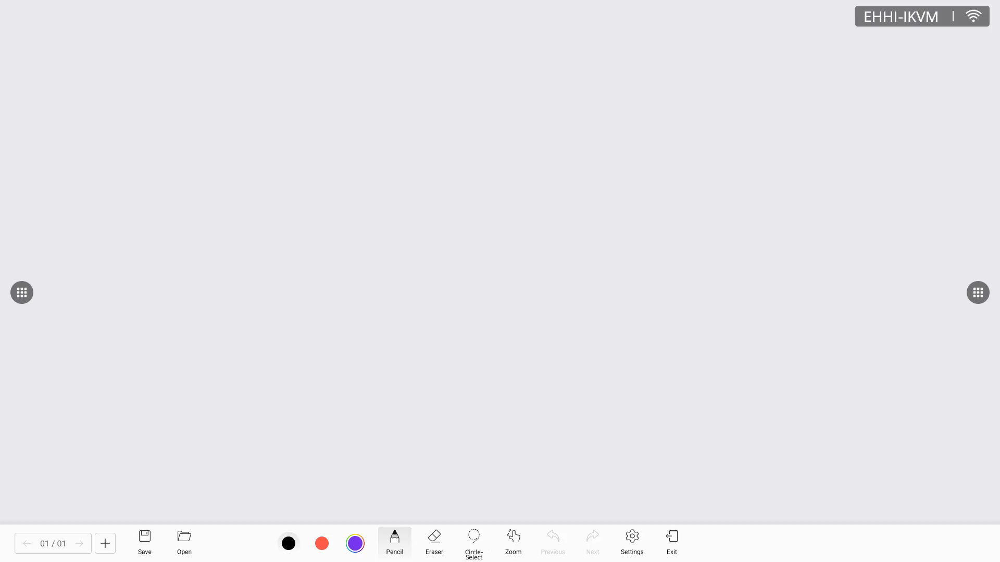 EHHI-IKVM
01 / 01
Save
Open
Pencil
Eraser
Circle-
Select
Zoom
Previous
Next
Settings
Exit